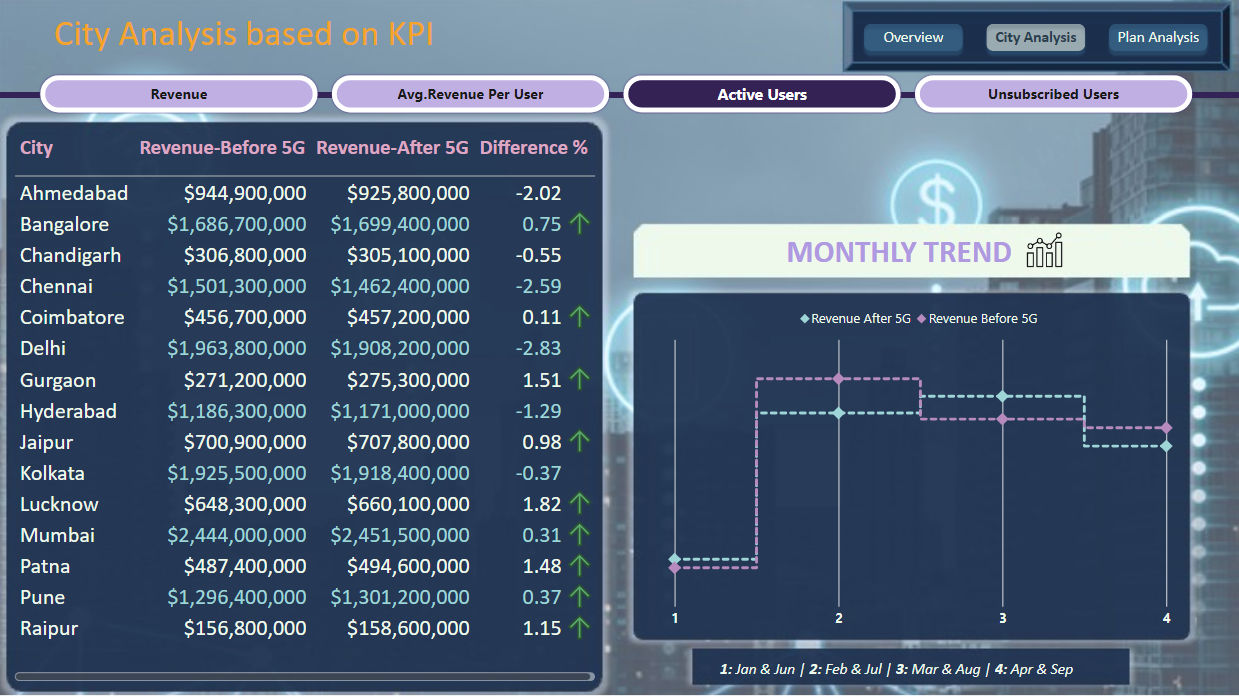 City Analysis based on KPI
Overview City Analysis Plan Analysis
Revenue Avg.Revenue Per User Active Users Unsubscribed Users
City Revenue-Before 5G Revenue-After 5G Difference %
Ahmedabad $944,900,000 $925,800,000 -2.02
Bangalore $1,686,700,000 $1,699,400,000 0.75
Chandigarh $306,800,000 $305,100,000 -0.55
Chennai $1,501,300,000 $1,462,400,000 -2.59
Coimbatore $456,700,000 $457,200,000 0.11
Delhi $1,963,800,000 $1,908,200,000 -2.83
Gurgaon $271,200,000 $275,300,000 1.51
Hyderabad $1,186,300,000 $1,171,000,000 -1.29
Jaipur $700,900,000 $707,800,000 0.98
Kolkata $1,925,500,000 $1,918,400,000 -0.37
Lucknow $648,300,000 $660,100,000 1.82
Mumbai $2,444,000,000 $2,451,500,000 0.31
Patna $487,400,000 $494,600,000 1.48
Pune $1,296,400,000 $1,301,200,000 0.37
Raipur $156,800,000 $158,600,000 1.15
$
MONTHLY TREND
Revenue After 5G Revenue Before 5G
1 2 3 4
1: Jan & Jun | 2: Feb & Jul | 3: Mar & Aug | 4: Apr & Sep